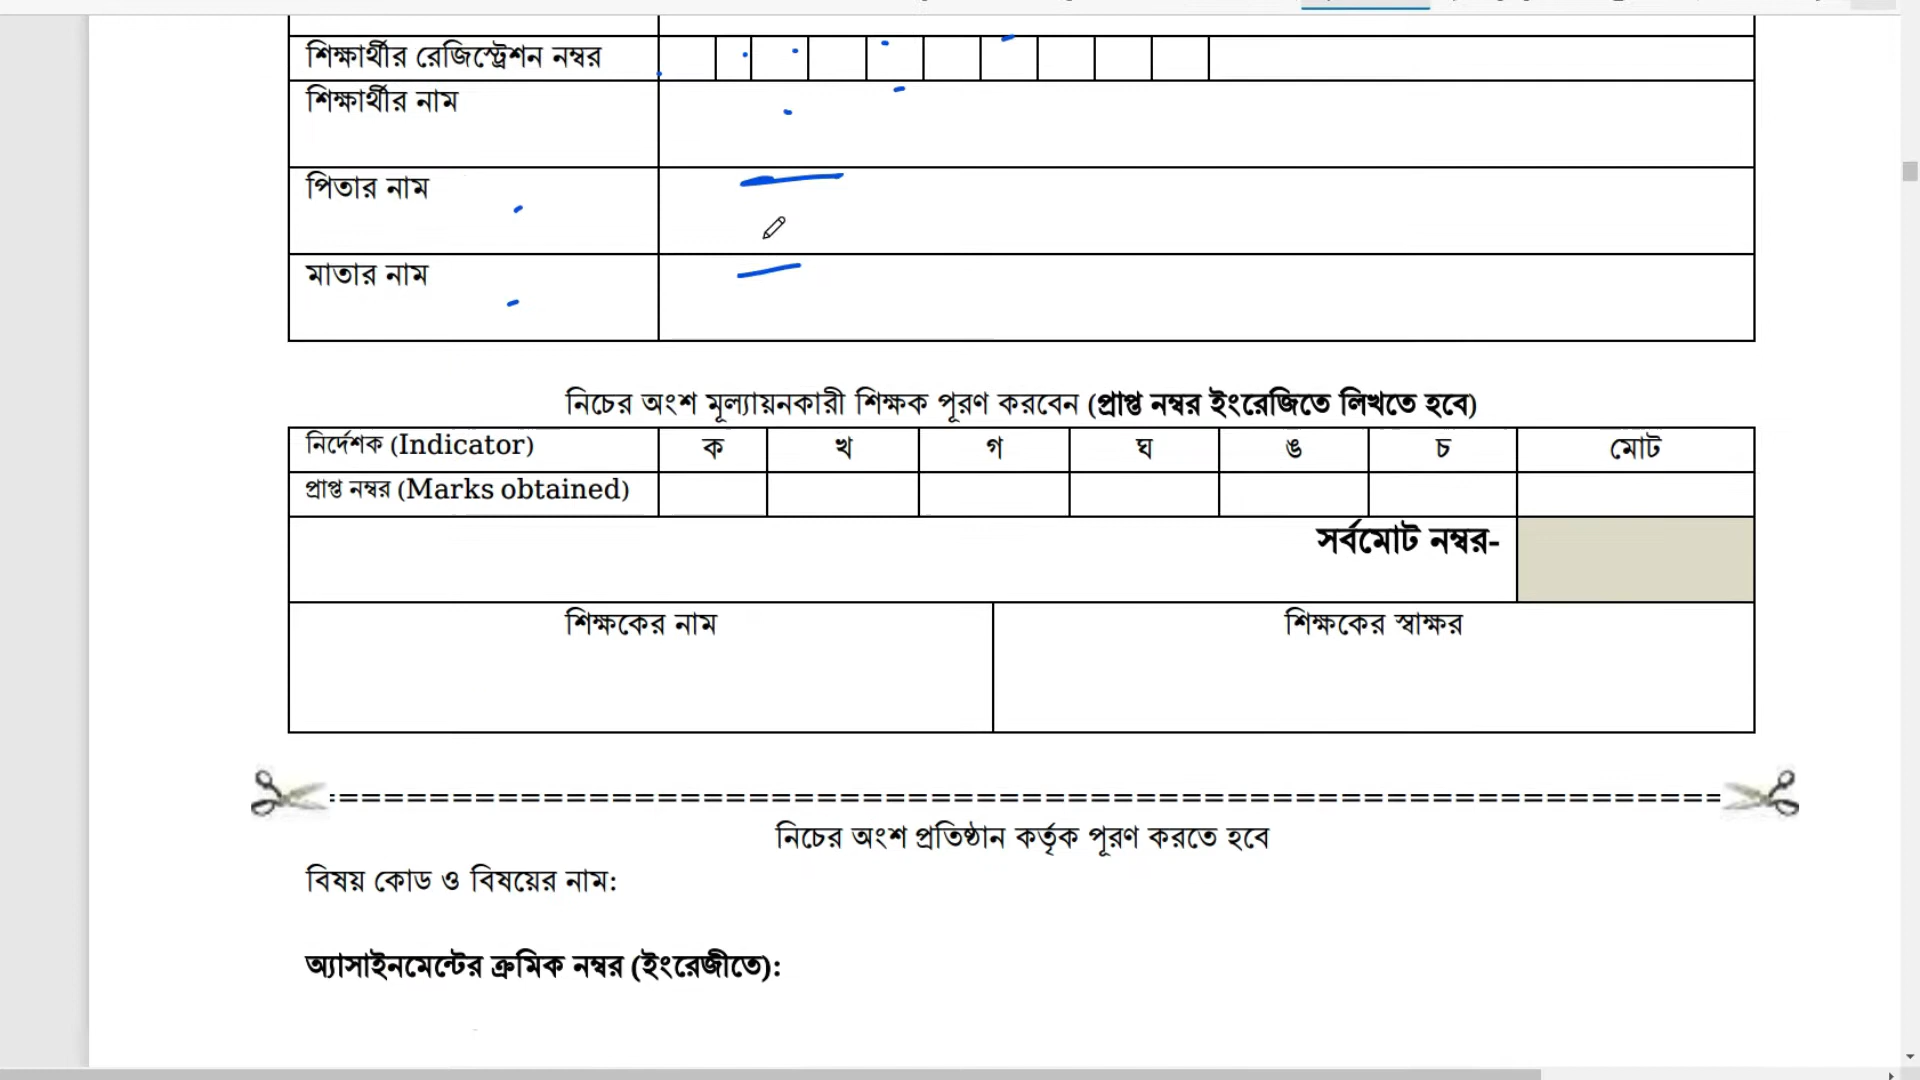 শিক্ষার্থীর রেজিস্ট্রেশন নম্বর
শিক্ষার্থীর নাম
পিতার নাম
মাতার নাম
নিচের অংশ মূল্যায়নকারী শিক্ষক পূরণ করবেন (প্রাপ্ত নম্বর ইংরেজিতে লিখতে হবে)
নির্দেশক (Indicator) ক খ গ ঘ ঙ চ মোট
প্রাপ্ত নম্বর (Marks obtained)
সর্বমোট নম্বর-
শিক্ষকের নাম শিক্ষকের স্বাক্ষর
নিচের অংশ প্রতিষ্ঠান কর্তৃক পূরণ করতে হবে
বিষয় কোড ও বিষয়ের নাম:
অ্যাসাইনমেন্টের ক্রমিক নম্বর (ইংরেজীতে):